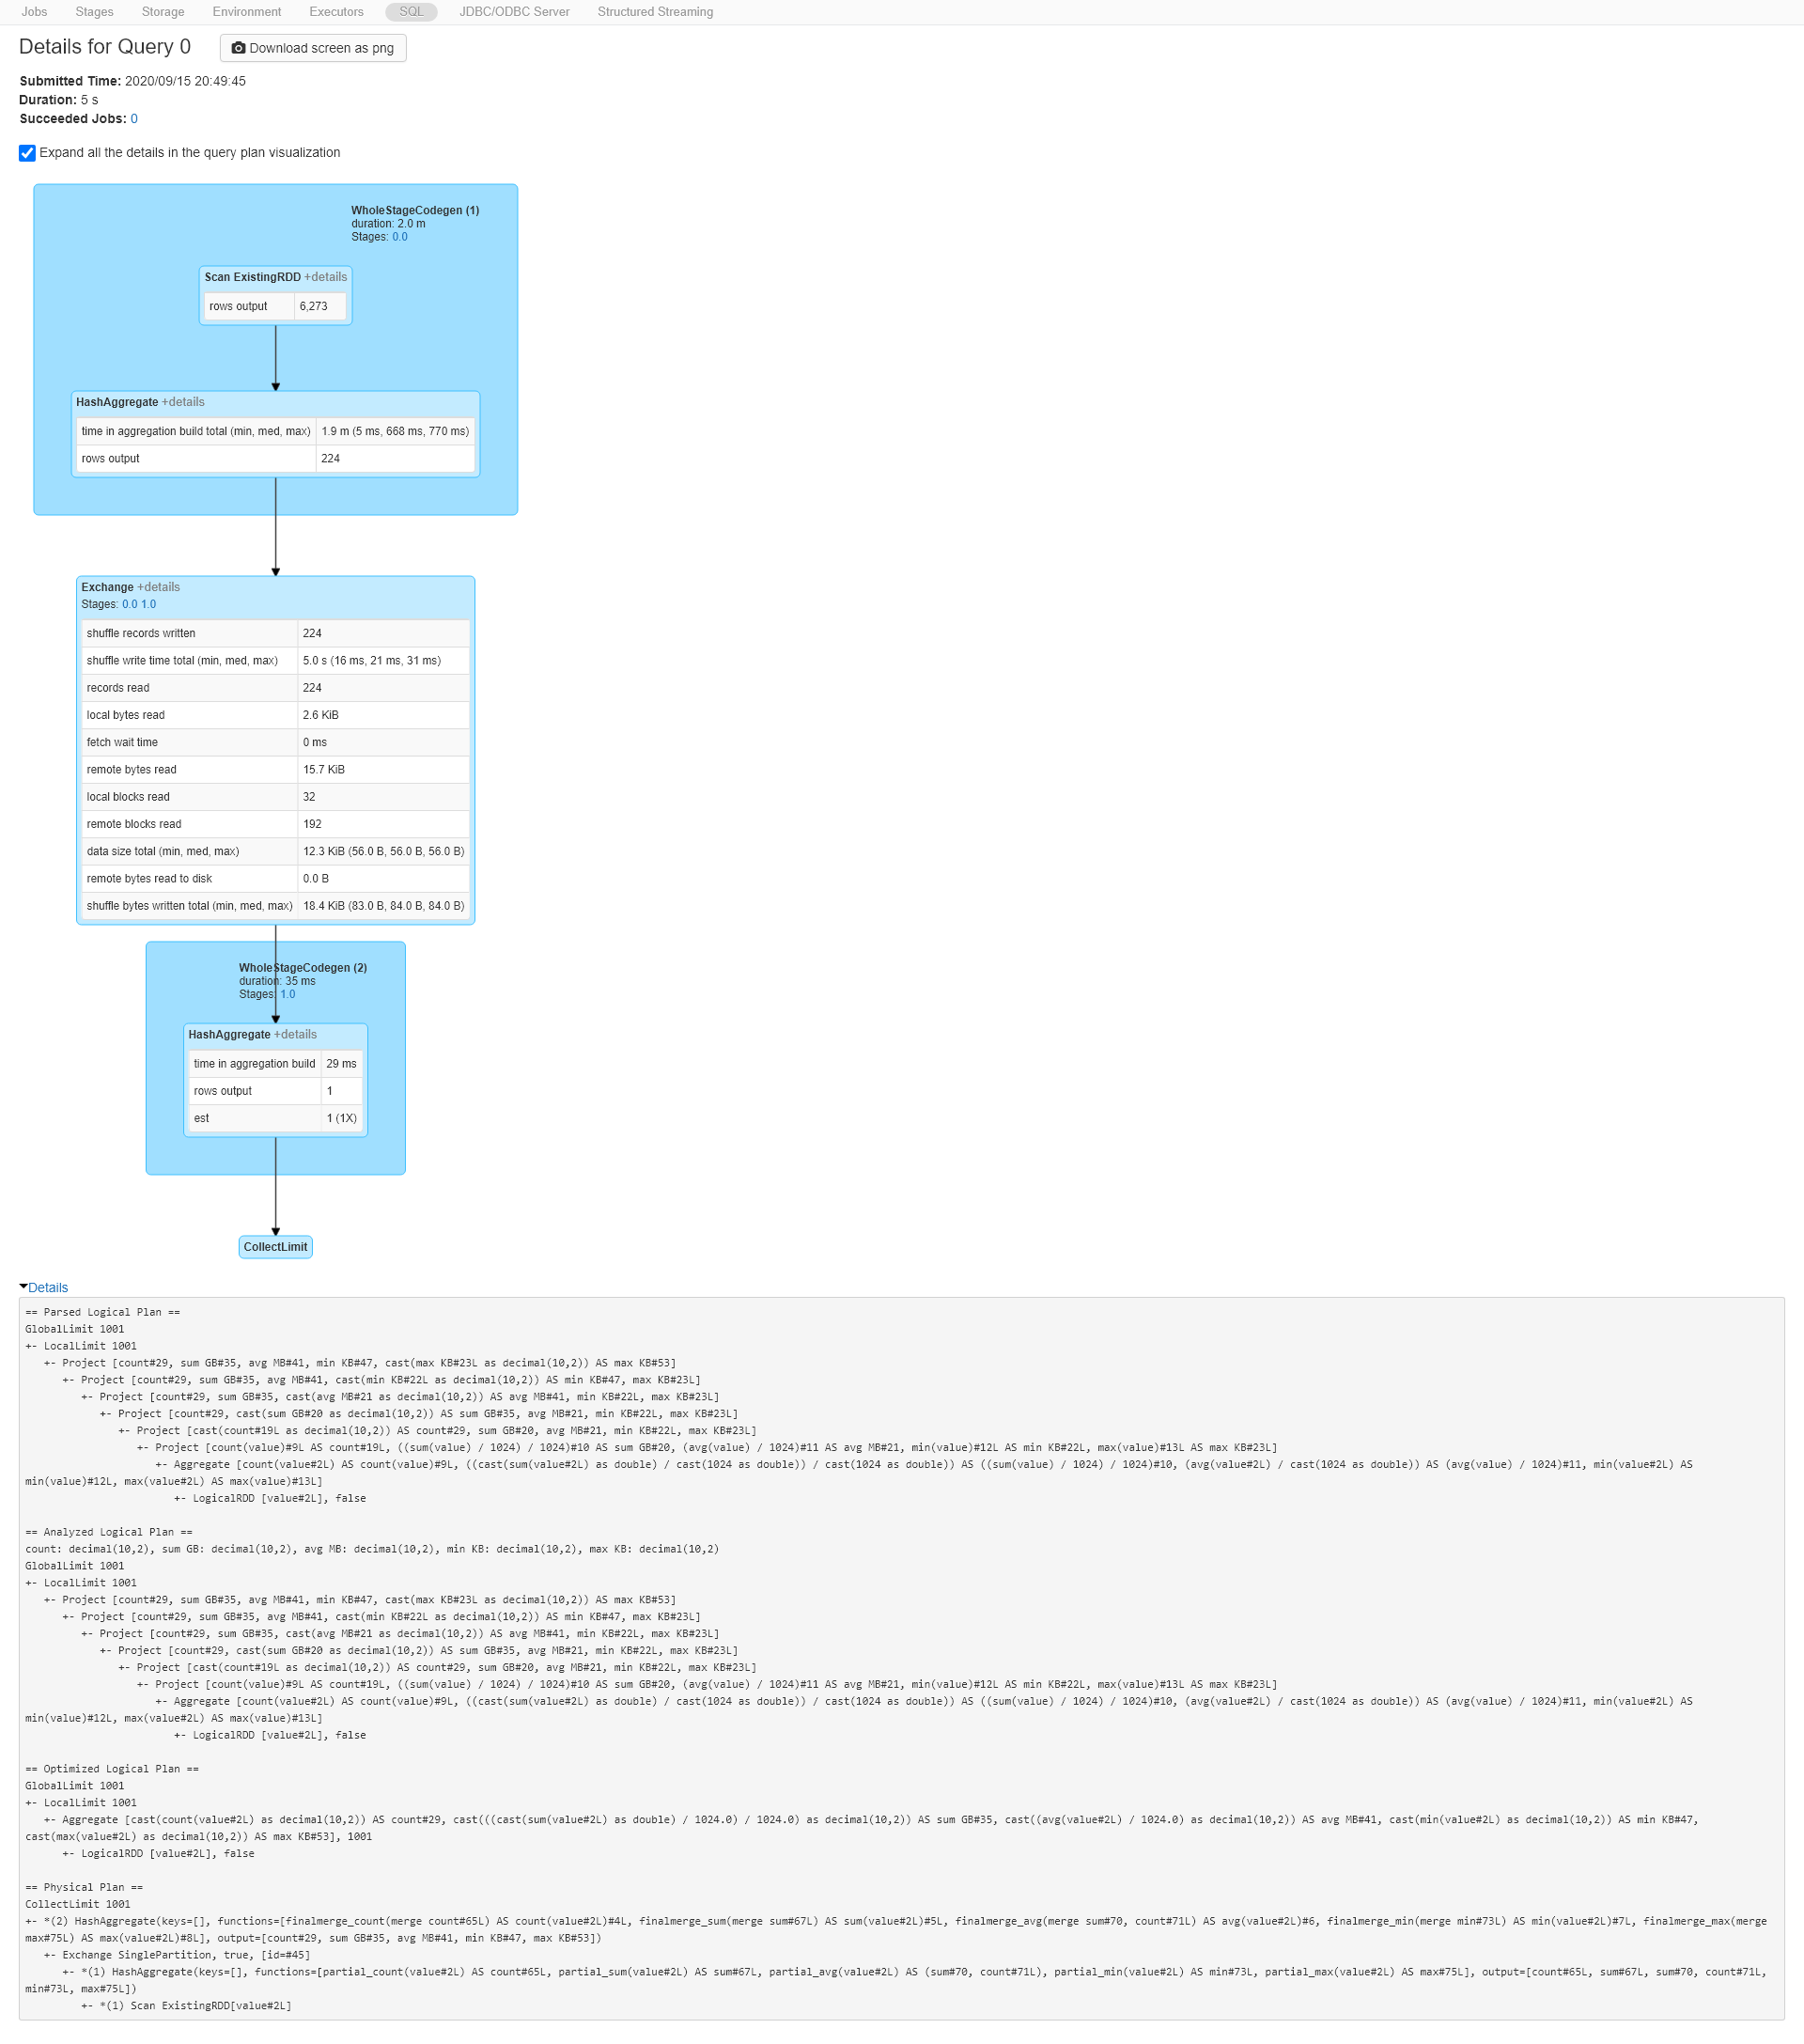 Jobs Stages Storage Environment Executors SQL JDBC/ODBC Server Structured Streaming
Details for Query 0 Download screen as png
Submitted Time: 2020/09/15 20:49:45
Duration: 5 s
Succeeded Jobs: 0
Expand all the details in the query plan visualization
WholeStageCodegen (1)
duration: 2.0 m
Stages: 0.0
Scan ExistingRDD +details
rows output 6,273
HashAggregate +details
time in aggregation build total (min, med, max) 1.9 m (5 ms, 668 ms, 770 ms)
rows output 224
Exchange +details
Stages: 0.0 1.0
shuffle records written 224
shuffle write time total (min, med, max) 5.0 s (16 ms, 21 ms, 31 ms)
records read 224
local bytes read 2.6 KiB
fetch wait time 0 ms
remote bytes read 15.7 KiB
local blocks read 32
remote blocks read 192
data size total (min, med, max) 12.3 KiB (56.0 B, 56.0 B, 56.0 B)
remote bytes read to disk 0.0 B
shuffle bytes written total (min, med, max) 18.4 KiB (83.0 B, 84.0 B, 84.0 B)
WholeStageCodegen (2)
duration: 35 ms
Stages: 1.0
HashAggregate +details
time in aggregation build 29 ms
rows output 1
est 1 (1X)
CollectLimit
Details
== Parsed Logical Plan ==
GlobalLimit 1001
+- LocalLimit 1001
+- Project [count#29, sum GB#35, avg MB#41, min KB#47, cast(max KB#23L as decimal(10,2)) AS max KB#53]
+- Project [count#29, sum GB#35, avg MB#41, cast(min KB#22L as decimal(10,2)) AS min KB#47, max KB#23L]
+- Project [count#29, sum GB#35, cast(avg MB#21 as decimal(10,2)) AS avg MB#41, min KB#22L, max KB#23L]
+- Project [count#29, cast(sum GB#20 as decimal(10,2)) AS sum GB#35, avg MB#21, min KB#22L, max KB#23L]
+- Project [cast(count#19L as decimal(10,2)) AS count#29, sum GB#20, avg MB#21, min KB#22L, max KB#23L]
+- Project [count(value)#9L AS count#19L, ((sum(value) / 1024) / 1024)#10 AS sum GB#20, (avg(value) / 1024)#11 AS avg MB#21, min(value)#12L AS min KB#22L, max(value)#13L AS max KB#23L]
+- Aggregate [count(value#2L) AS count(value)#9L, ((cast(sum(value#2L) as double) / cast(1024 as double)) / cast(1024 as double)) AS ((sum(value) / 1024) / 1024)#10, (avg(value#2L) / cast(1024 as double)) AS (avg(value) / 1024)#11, min(value#2L) AS
min(value)#12L, max(value#2L) AS max(value)#13L]
+- LogicalRDD [value#2L], false
== Analyzed Logical Plan ==
count: decimal(10,2), sum GB: decimal(10,2), avg MB: decimal(10,2), min KB: decimal(10,2), max KB: decimal(10,2)
GlobalLimit 1001
+- LocalLimit 1001
+- Project [count#29, sum GB#35, avg MB#41, min KB#47, cast(max KB#23L as decimal(10,2)) AS max KB#53]
+- Project [count#29, sum GB#35, avg MB#41, cast(min KB#22L as decimal(10,2)) AS min KB#47, max KB#23L]
+- Project [count#29, sum GB#35, cast(avg MB#21 as decimal(10,2)) AS avg MB#41, min KB#22L, max KB#23L]
+- Project [count#29, cast(sum GB#20 as decimal(10,2)) AS sum GB#35, avg MB#21, min KB#22L, max KB#23L]
+- Project [cast(count#19L as decimal(10,2)) AS count#29, sum GB#20, avg MB#21, min KB#22L, max KB#23L]
+- Project [count(value)#9L AS count#19L, ((sum(value) / 1024) / 1024)#10 AS sum GB#20, (avg(value) / 1024)#11 AS avg MB#21, min(value)#12L AS min KB#22L, max(value)#13L AS max KB#23L]
+- Aggregate [count(value#2L) AS count(value)#9L, ((cast(sum(value#2L) as double) / cast(1024 as double)) / cast(1024 as double)) AS ((sum(value) / 1024) / 1024)#10, (avg(value#2L) / cast(1024 as double)) AS (avg(value) / 1024)#11, min(value#2L) AS
min(value)#12L, max(value#2L) AS max(value)#13L]
+- LogicalRDD [value#2L], false
== Optimized Logical Plan ==
GlobalLimit 1001
+- LocalLimit 1001
+- Aggregate [cast(count(value#2L) as decimal(10,2)) AS count#29, cast(((cast(sum(value#2L) as double) / 1024.0) / 1024.0) as decimal(10,2)) AS sum GB#35, cast((avg(value#2L) / 1024.0) as decimal(10,2)) AS avg MB#41, cast(min(value#2L) as decimal(10,2)) AS min KB#47,
cast(max(value#2L) as decimal(10,2)) AS max KB#53], 1001
+- LogicalRDD [value#2L], false
== Physical Plan ==
CollectLimit 1001
+- *(2) HashAggregate(keys=[], functions=[finalmerge_count(merge count#65L) AS count(value#2L)#4L, finalmerge_sum(merge sum#67L) AS sum(value#2L)#5L, finalmerge_avg(merge sum#70, count#71L) AS avg(value#2L)#6, finalmerge_min(merge min#73L) AS min(value#2L)#7L, finalmerge_max(merge
max#75L) AS max(value#2L)#8L], output=[count#29, sum GB#35, avg MB#41, min KB#47, max KB#53])
+- Exchange SinglePartition, true, [id=#45]
+- *(1) HashAggregate(keys=[], functions=[partial_count(value#2L) AS count#65L, partial_sum(value#2L) AS sum#67L, partial_avg(value#2L) AS (sum#70, count#71L), partial_min(value#2L) AS min#73L, partial_max(value#2L) AS max#75L], output=[count#65L, sum#67L, sum#70, count#71L,
min#73L, max#75L])
+- *(1) Scan ExistingRDD[value#2L]